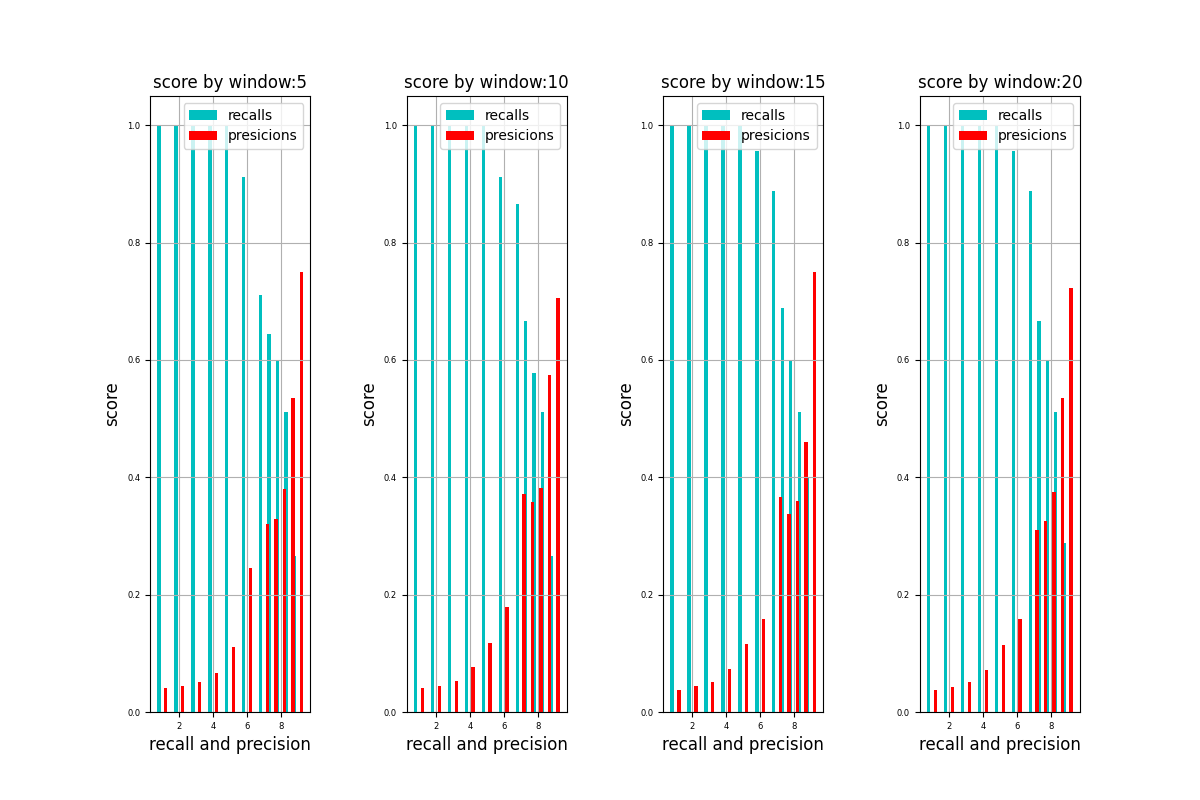 score by window:5
recalls
presicions
1.0
0.8
0.6
0.4
0.2
0.0
score
2 4 6 8
recall and precision
score by window:10
recalls
presicions
1.0
0.8
0.6
0.4
0.2
0.0
score
2 4 6 8
recall and precision
score by window:15
recalls
presicions
1.0
0.8
0.6
0.4
0.2
0.0
score
2 4 6 8
recall and precision
score by window:20
recalls
presicions
1.0
0.8
0.6
0.4
0.2
0.0
score
2 4 6 8
recall and precision